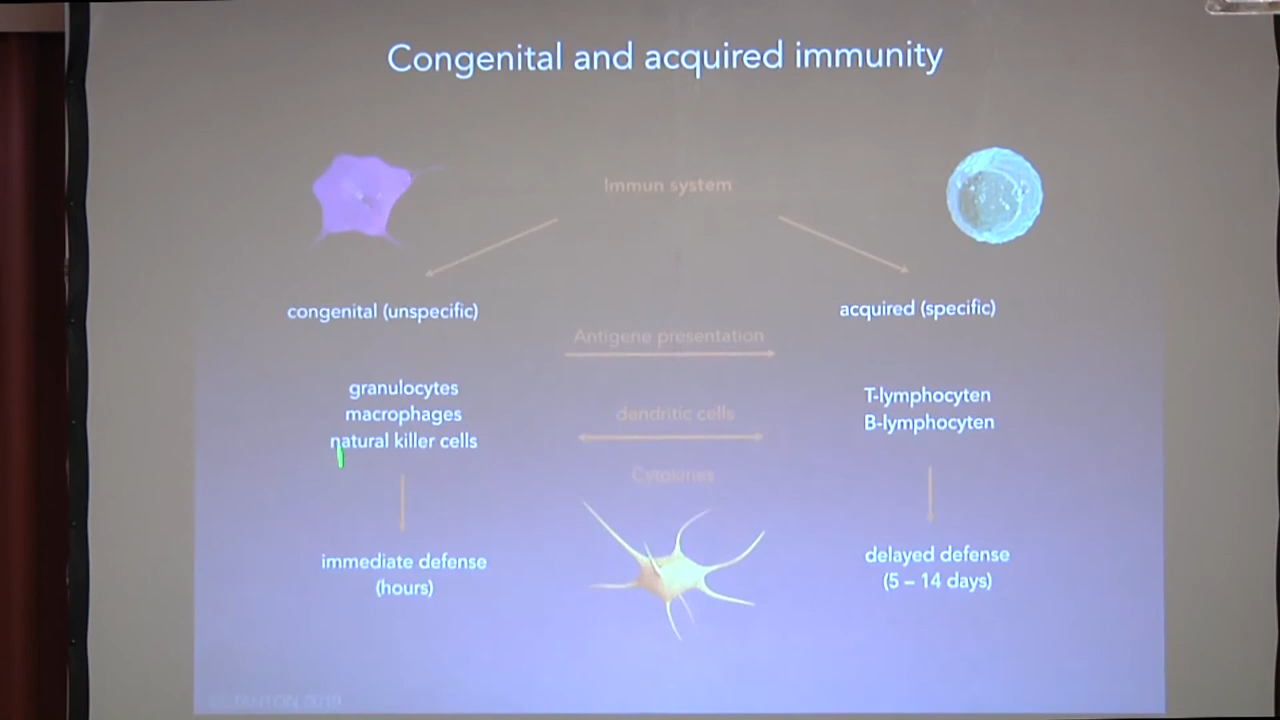 Congenital and acquired immunity
Immun system
congenital (unspecific)
acquired (specific)
Antigene presentation
granulocytes
macrophages
natural killer cells
dendritic cells
T-lymphocyten
B-lymphocyten
Cytokines
immediate defense
(hours)
delayed defense
(5 – 14 days)
2019